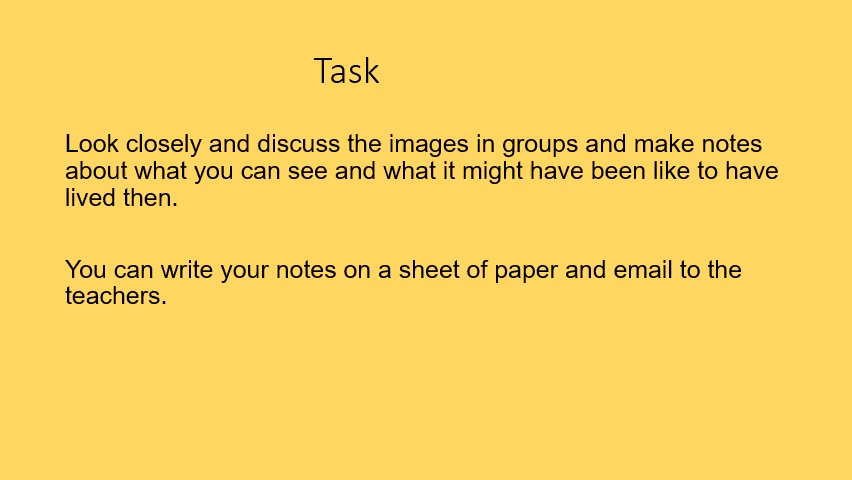 Task
Look closely and discuss the images in groups and make notes
about what you can see and what it might have been like to have
lived then.
You can write your notes on a sheet of paper and email to the
teachers.